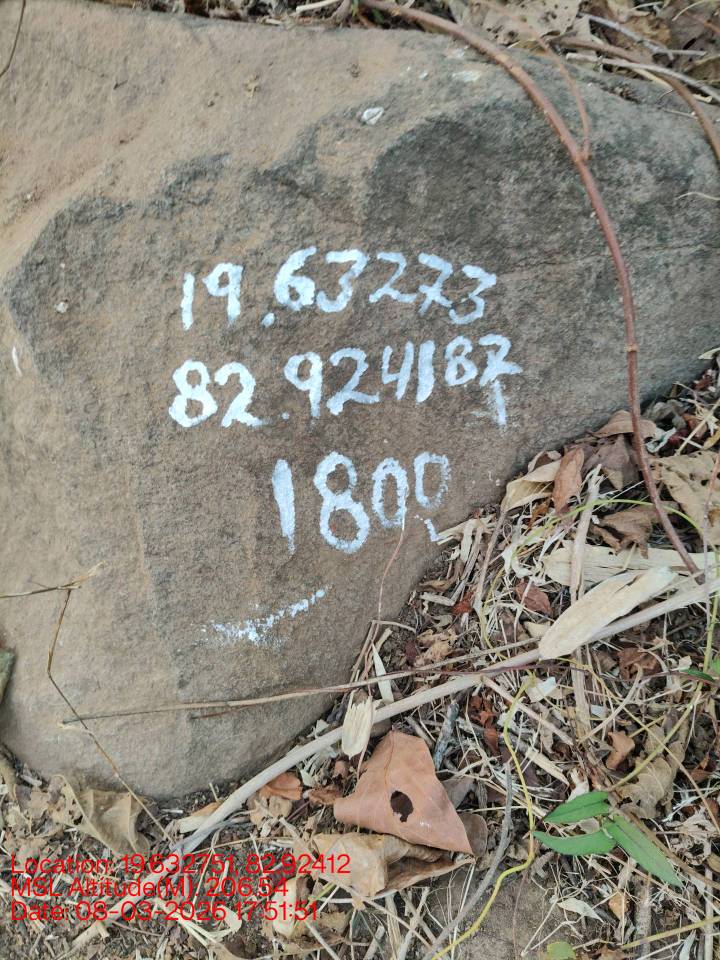 19.63273
82.924187
1800
Location: 19.632751, 82.92412
MSL Altitude(M): 206.54
Date: 08-03-2026 17:51:51